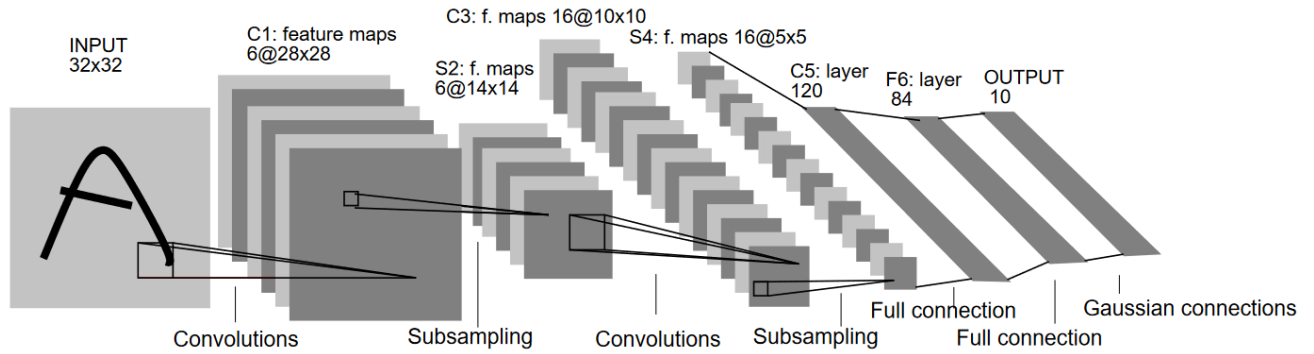 INPUT
32x32
C1: feature maps
6@28x28
S2: f. maps
6@14x14
C3: f. maps 16@10x10
S4: f. maps 16@5x5
C5: layer
120
F6: layer
84
OUTPUT
10
Convolutions
Subsampling
Convolutions
Subsampling
Full connection
Full connection
Gaussian connections